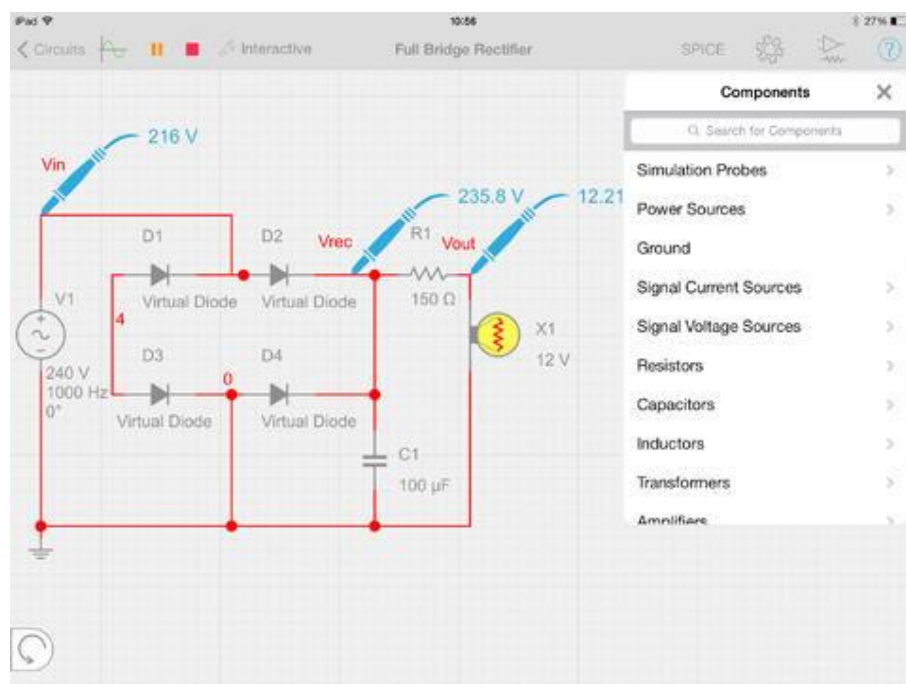 iPad 10:56 27%
Circuits Interactive Full Bridge Rectifier SPICE ?
Components
Search for Components
Simulation Probes
Power Sources
Ground
Signal Current Sources
Signal Voltage Sources
Resistors
Capacitors
Inductors
Transformers
Amplifiers
216 V
Vin
235.8 V
12.21
D1
D2
Vrec
R1
Vout
Virtual Diode
Virtual Diode
150 Ω
V1
4
X1
12 V
D3
D4
240 V
1000 Hz
0°
0
Virtual Diode
Virtual Diode
C1
100 µF